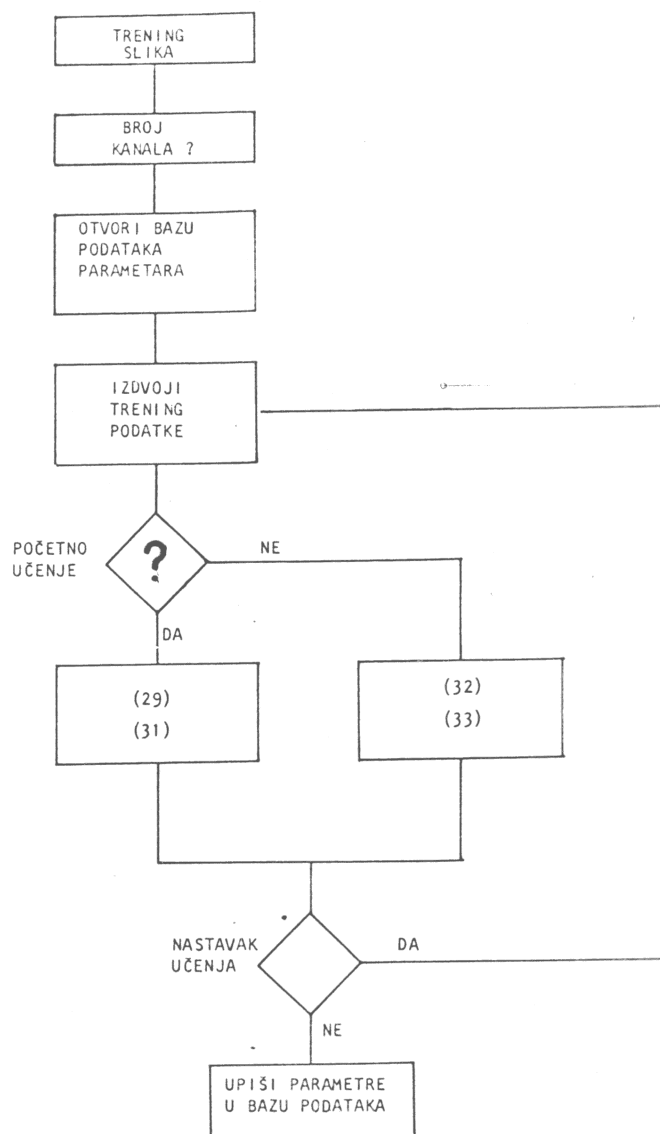 TRENING
SLIKA
BROJ
KANALA ?
OTVORI BAZU
PODATAKA
PARAMETARA
IZDVOJI
TRENING
PODATKE
POČETNO
UČENJE
?
NE
DA
(29)
(31)
(32)
(33)
NASTAVAK
UČENJA
DA
NE
UPIŠI PARAMETRE
U BAZU PODATAKA